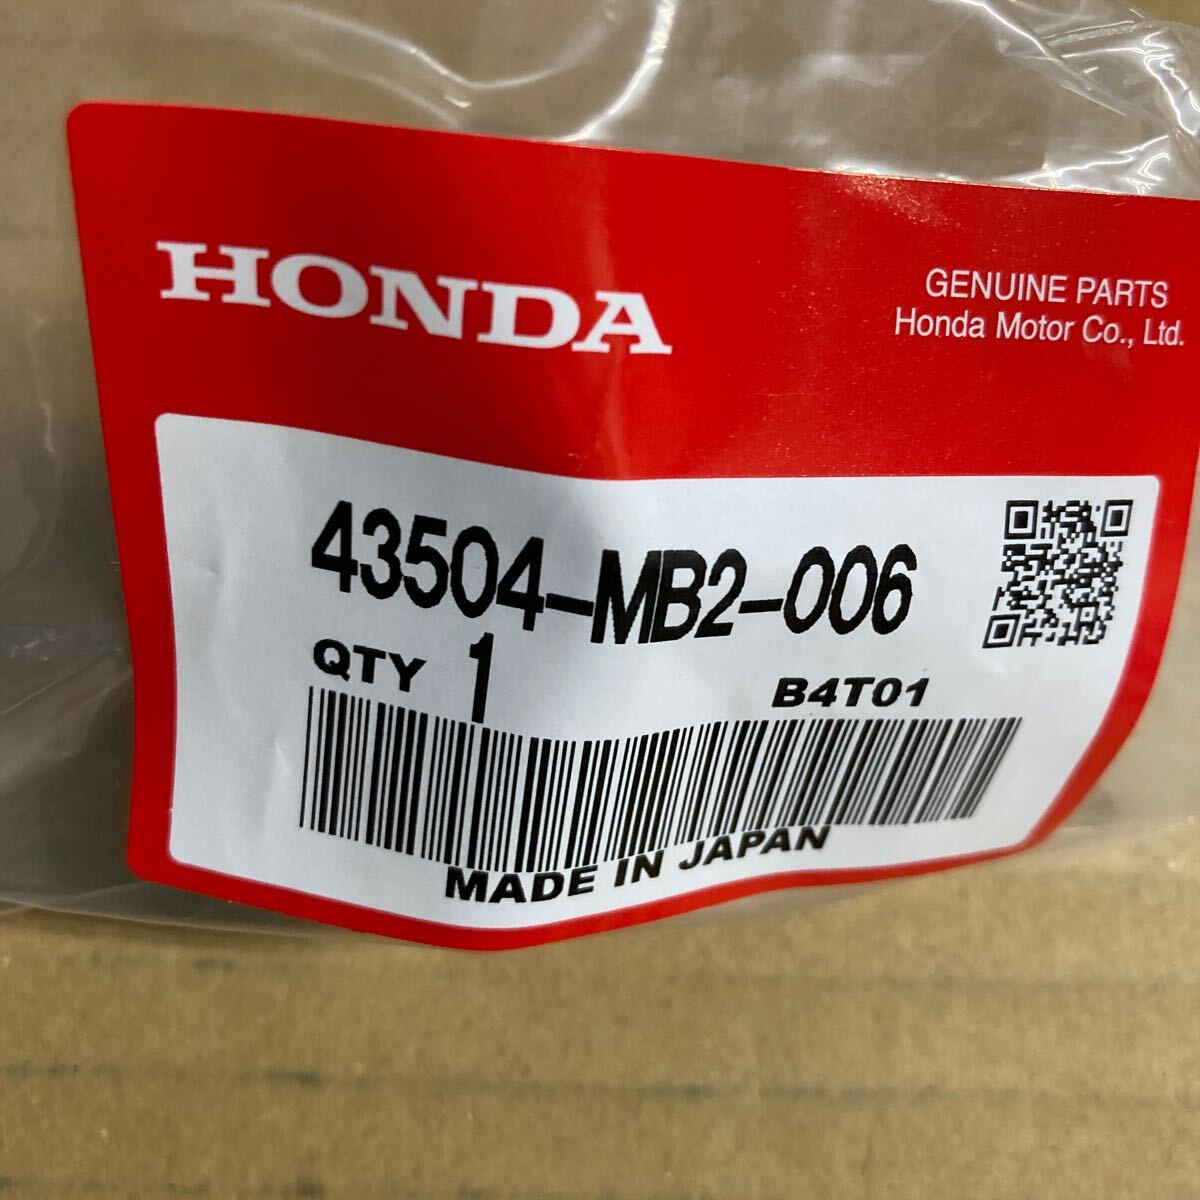 HONDA
GENUINE PARTS
Honda Motor Co., Ltd.
43504-MB2-006
QTY 1
B4T01
MADE IN JAPAN